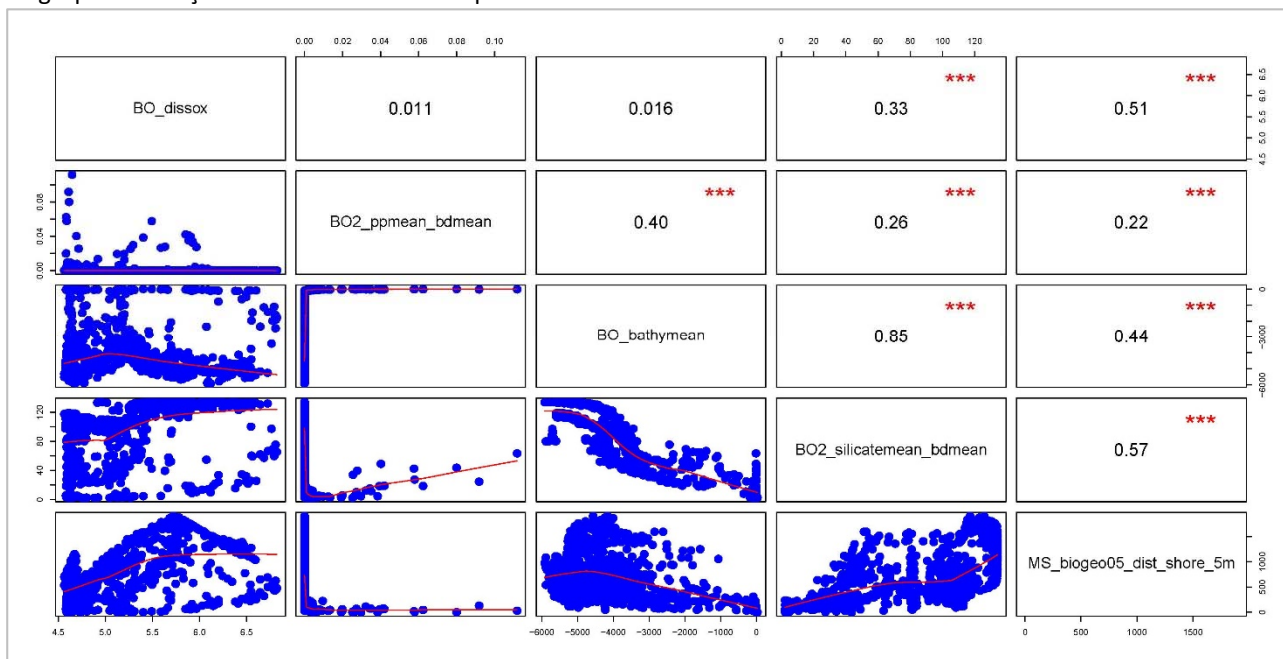 0.00 0.02 0.04 0.06 0.08 0.10
0 20 40 60 80 100 120
BO_dissox
0.011
0.016
***
0.33
***
0.51
4.5 5.0 5.5 6.0 6.5
0.00 0.04 0.08
BO2_ppmean_bdmean
***
0.40
***
0.26
***
0.22
BO_bathymean
***
0.85
***
0.44
-6000 -3000 0
0 40 80 120
BO2_silicatemean_bdmean
***
0.57
MS_biogeo05_dist_shore_5m
0 500 1000
4.5 5.0 5.5 6.0 6.5
-6000 -5000 -4000 -3000 -2000 -1000 0
0 500 1000 1500